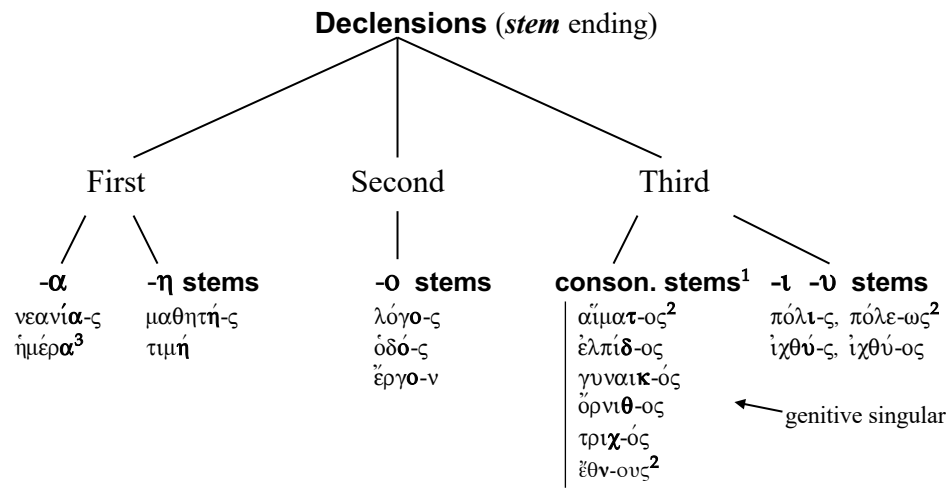 Declensions (stem ending)
First Second Third
-α -η stems -ο stems conson. stems¹ -ι -υ stems
νεανία-ς μαθητή-ς λόγο-ς αἵματ-ος² πόλι-ς, πόλε-ως²
ἡμέρα³ τιμή ὁδό-ς ἐλπίδ-ος ἰχθύ-ς, ἰχθύ-ος
ἔργο-ν γυναικ-ός
ὄρνιθ-ος
genitive singular
τριχ-ός
ἔθν-ους²